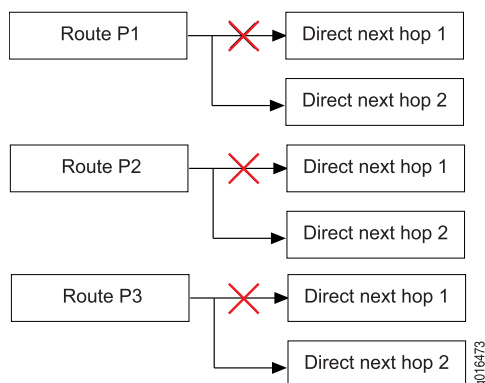 Route P1
Direct next hop 1
Direct next hop 2
Route P2
Direct next hop 1
Direct next hop 2
Route P3
Direct next hop 1
Direct next hop 2
g016473